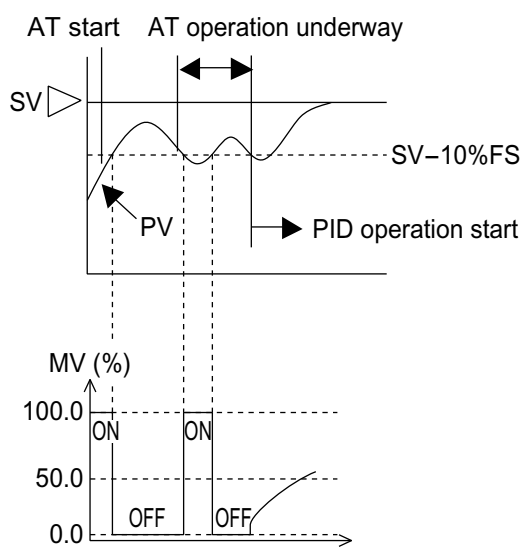 AT start
AT operation underway
SV
SV–10%FS
PV
PID operation start
MV (%)
100.0
ON
ON
50.0
OFF
OFF
0.0